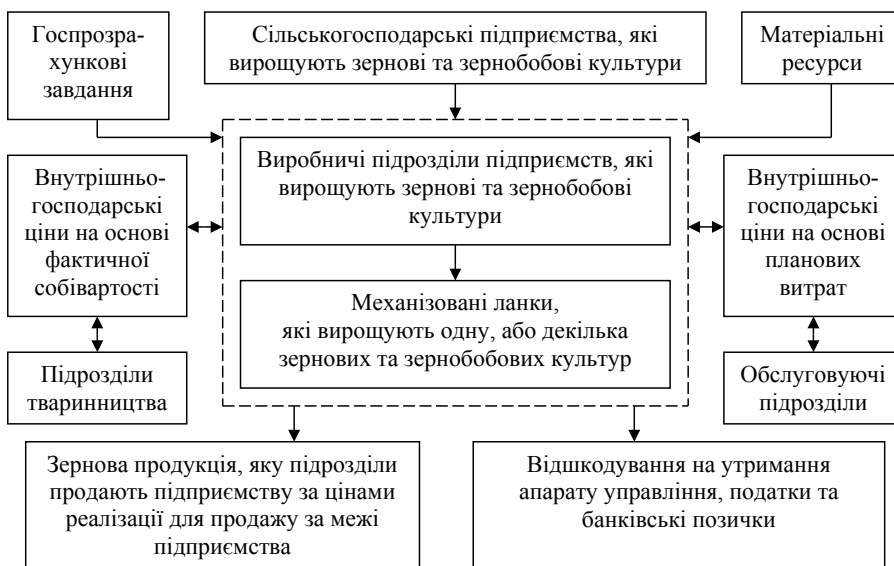 Госпрозра-
хункові
завдання
Сільськогосподарські підприємства, які
вирощують зернові та зернобобові культури
Матеріальні
ресурси
Виробничі підрозділи підприємств, які
вирощують зернові та зернобобові
культури
Внутрішньо-
господарські
ціни на основі
фактичної
собівартості
Внутрішньо-
господарські
ціни на основі
планових
витрат
Механізовані ланки,
які вирощують одну, або декілька
зернових та зернобобових культур
Підрозділи
тваринництва
Обслуговуючі
підрозділи
Зернова продукція, яку підрозділи
продають підприємству за цінами
реалізації для продажу за межі
підприємства
Відшкодування на утримання
апарату управління, податки та
банківські позички